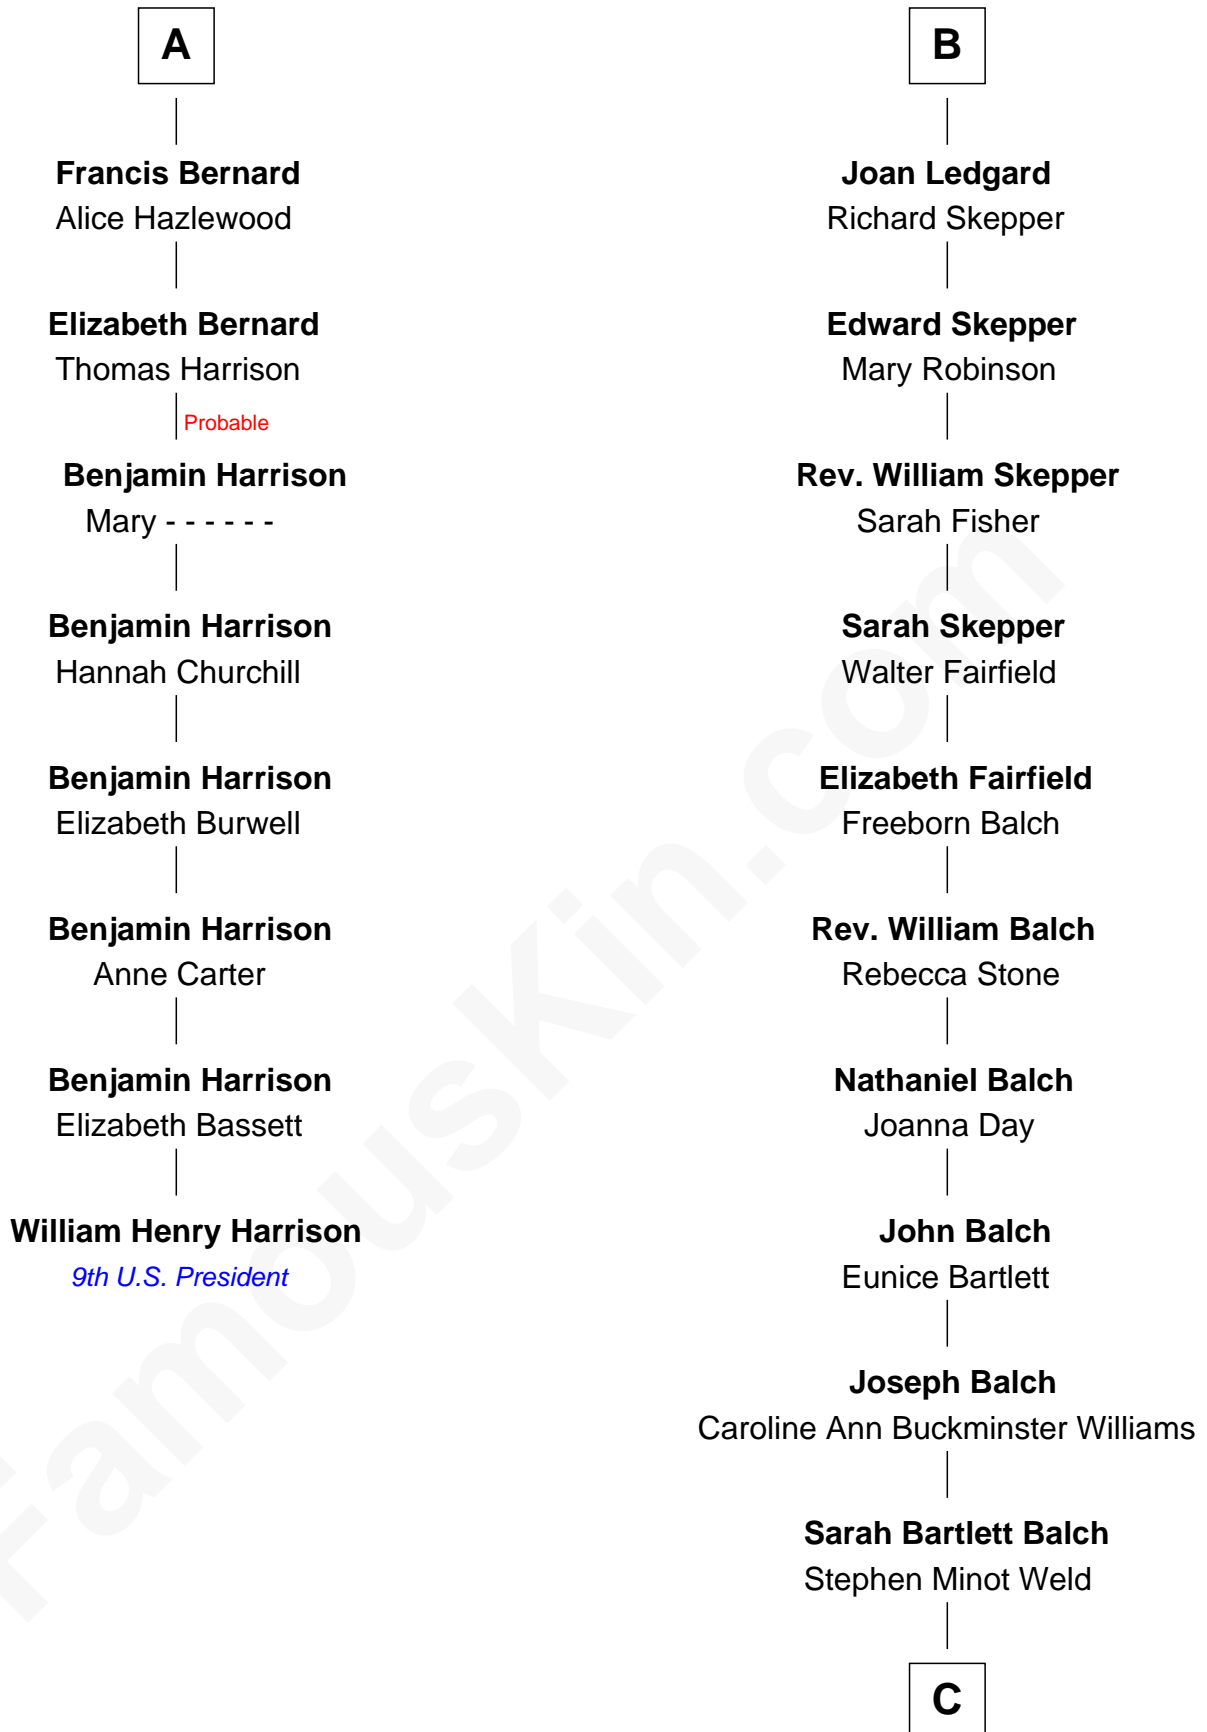 A
Francis Bernard
Alice Hazlewood
Elizabeth Bernard
Thomas Harrison
Probable
Benjamin Harrison
Mary - - - - - -
Benjamin Harrison
Hannah Churchill
Benjamin Harrison
Elizabeth Burwell
Benjamin Harrison
Anne Carter
Benjamin Harrison
Elizabeth Bassett
William Henry Harrison
9th U.S. President
B
Joan Ledgard
Richard Skepper
Edward Skepper
Mary Robinson
Rev. William Skepper
Sarah Fisher
Sarah Skepper
Walter Fairfield
Elizabeth Fairfield
Freeborn Balch
Rev. William Balch
Rebecca Stone
Nathaniel Balch
Joanna Day
John Balch
Eunice Bartlett
Joseph Balch
Caroline Ann Buckminster Williams
Sarah Bartlett Balch
Stephen Minot Weld
C
FamousKin.com